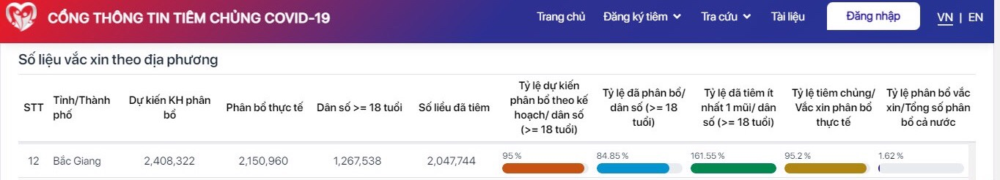 CỔNG THÔNG TIN TIÊM CHỦNG COVID-19
Trang chủ Đăng ký tiêm Tra cứu Tài liệu Đăng nhập VN | EN
Số liệu vắc xin theo địa phương
STT
Tỉnh/Thành
phố
Dự kiến KH phân
bổ
Phân bổ thực tế
Dân số >= 18 tuổi
Số liều đã tiêm
Tỷ lệ dự kiến
phân bổ theo kế
hoạch/ dân số
(>= 18 tuổi)
Tỷ lệ đã phân bổ/
dân số (>= 18
tuổi)
Tỷ lệ đã tiêm ít
nhất 1 mũi/ dân
số (>= 18 tuổi)
Tỷ lệ tiêm chủng/
Vắc xin phân bổ
thực tế
Tỷ lệ phân bổ vắc
xin/Tổng số phân
bổ cả nước
12 Bắc Giang 2,408,322 2,150,960 1,267,538 2,047,744 95 % 84.85 % 161.55 % 95.2 % 1.62 %